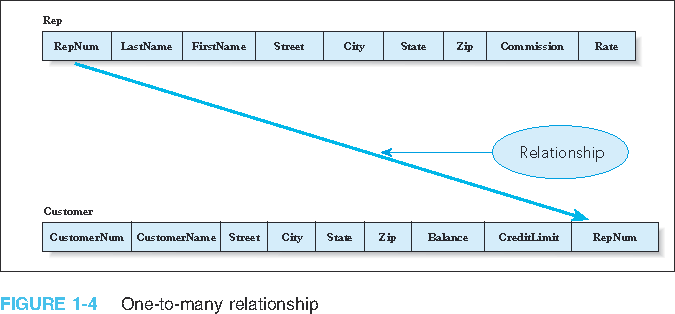 Rep
RepNum LastName FirstName Street City State Zip Commission Rate
Relationship
Customer
CustomerNum CustomerName Street City State Zip Balance CreditLimit RepNum
FIGURE 1-4 One-to-many relationship